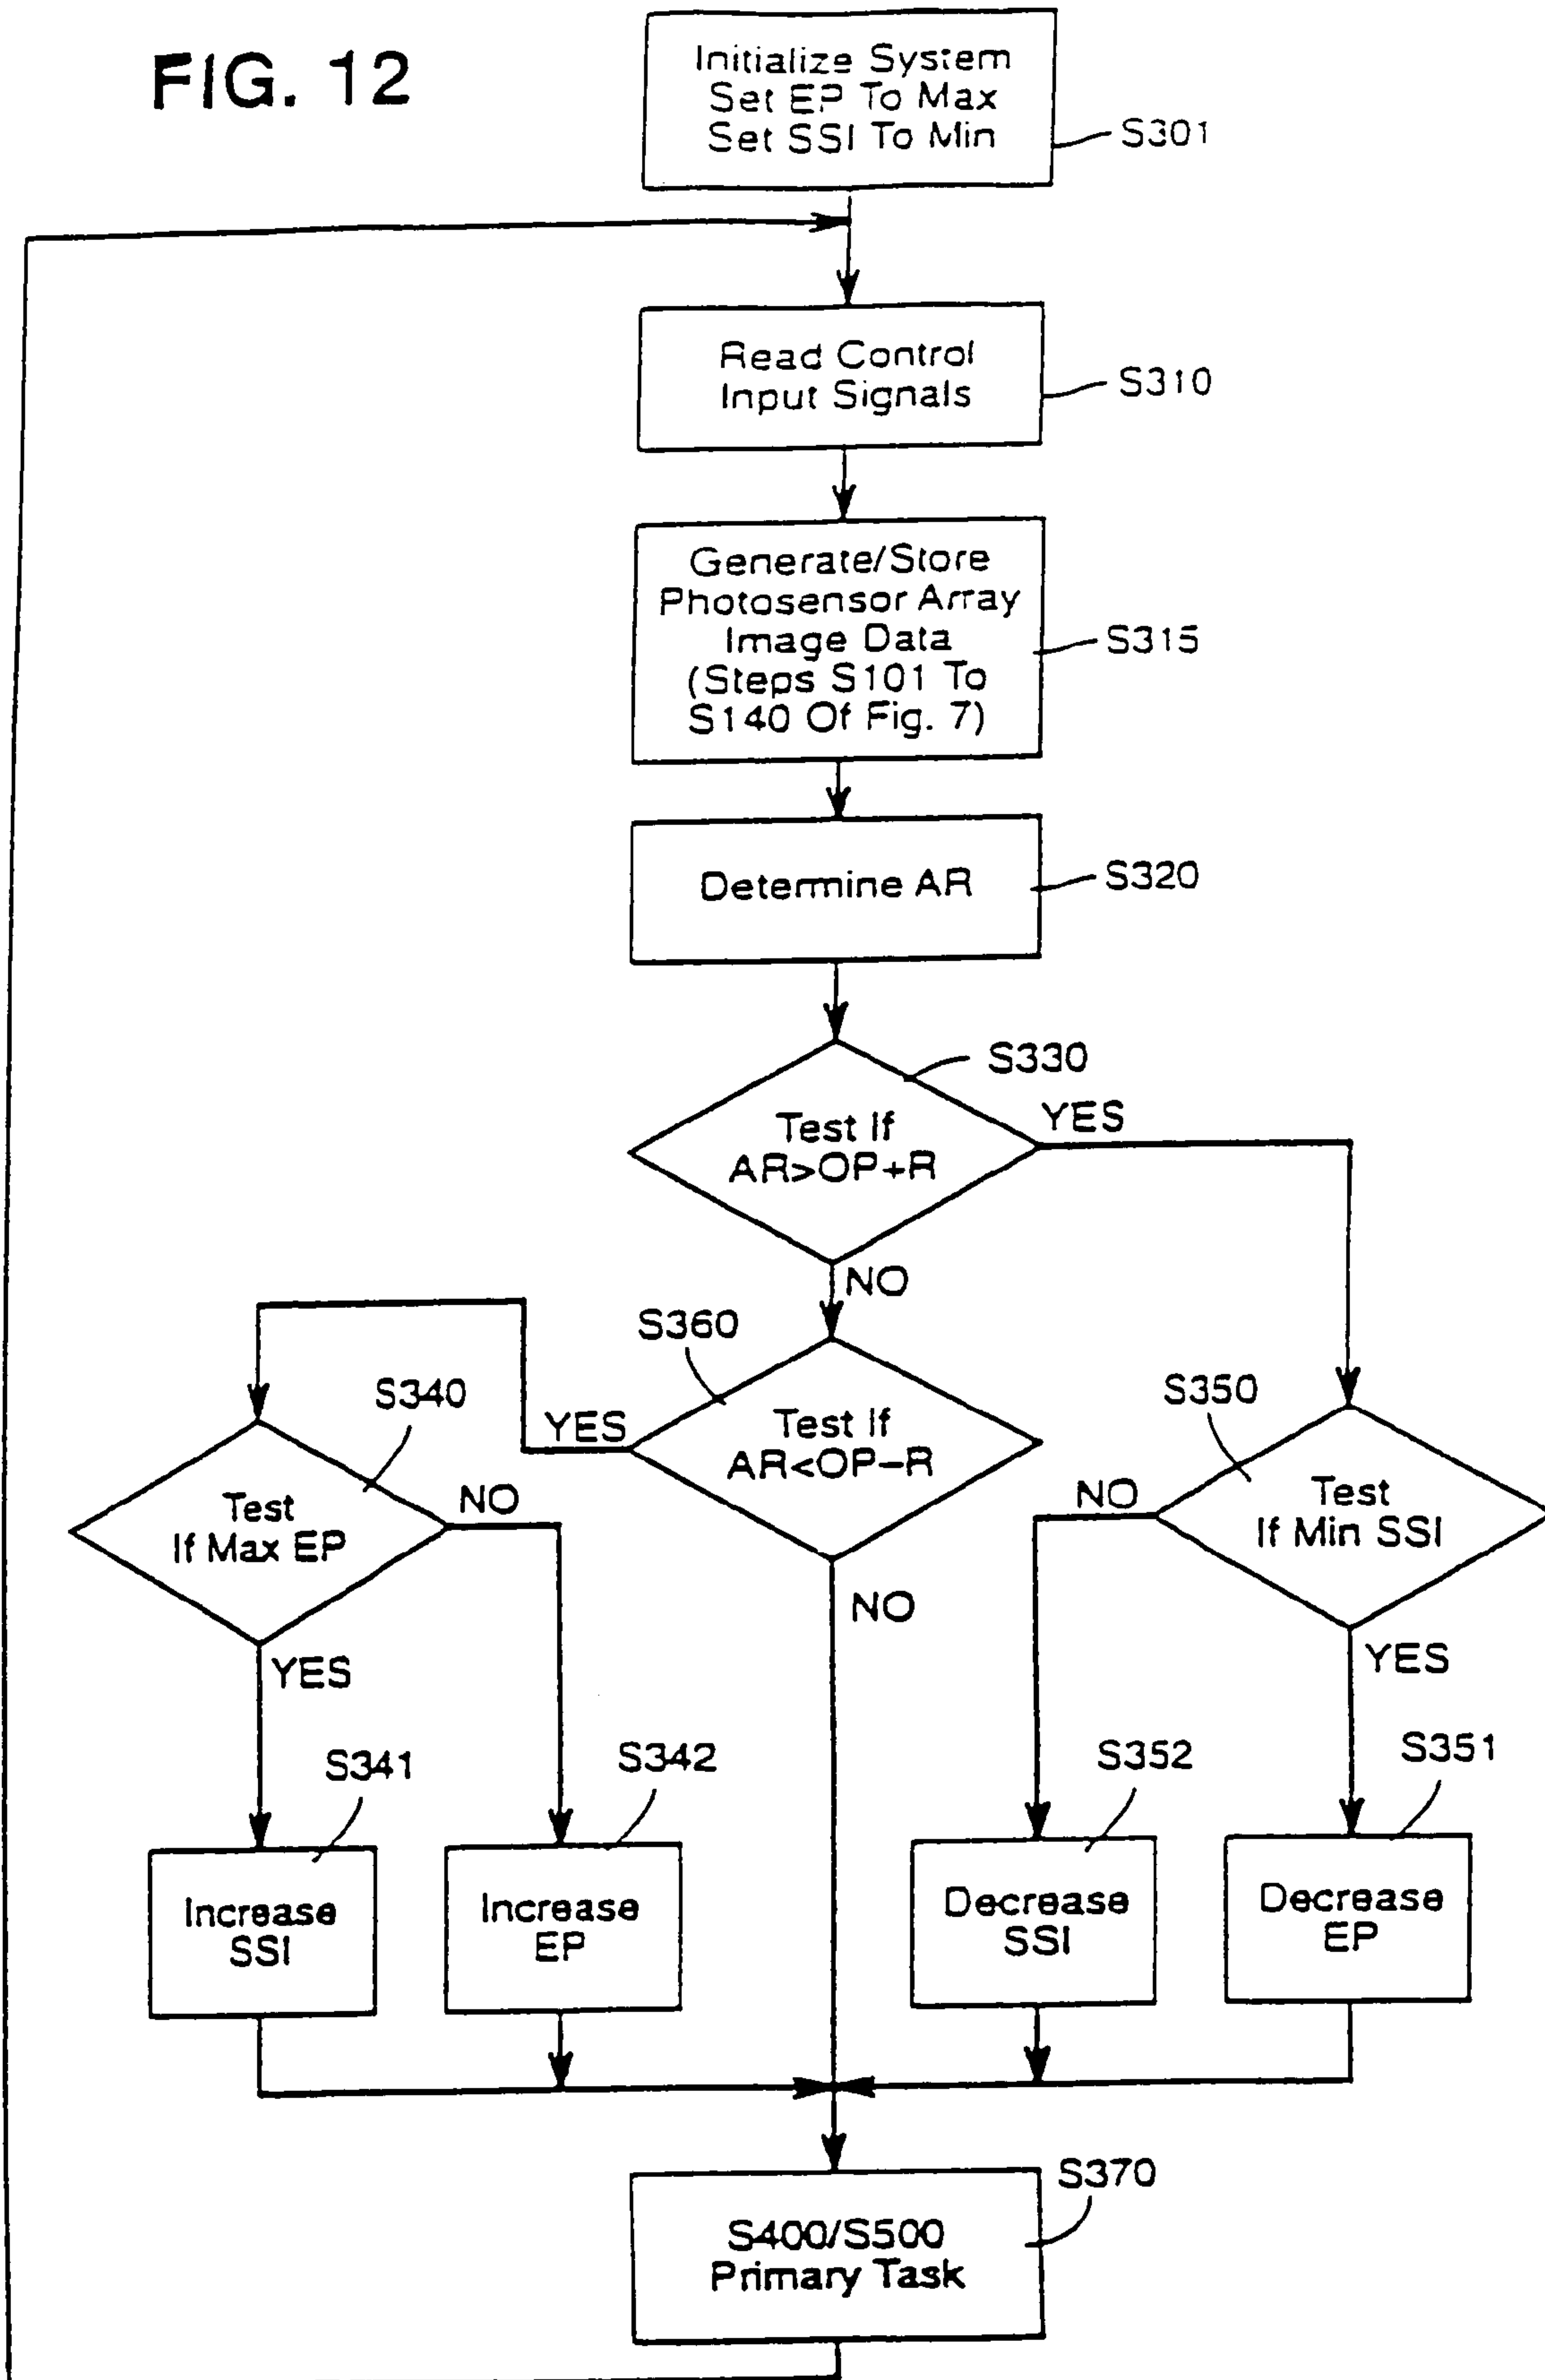 FIG. 12
Initialize System
Set EP To Max
Set SSI To Min
S301
Read Control
Input Signals
S310
Generate/Store
Photosensor Array
Image Data
(Steps S101 To
S140 Of Fig. 7)
S315
Determine AR
S320
S330
Test If
AR>OP+R
YES
NO
S360
Test If
AR<OP–R
YES
NO
S340
Test
If Max EP
NO
YES
S350
Test
If Min SSI
NO
YES
S341
Increase
SSI
S342
Increase
EP
S352
Decrease
SSI
S351
Decrease
EP
S370
S400/S500
Primary Task